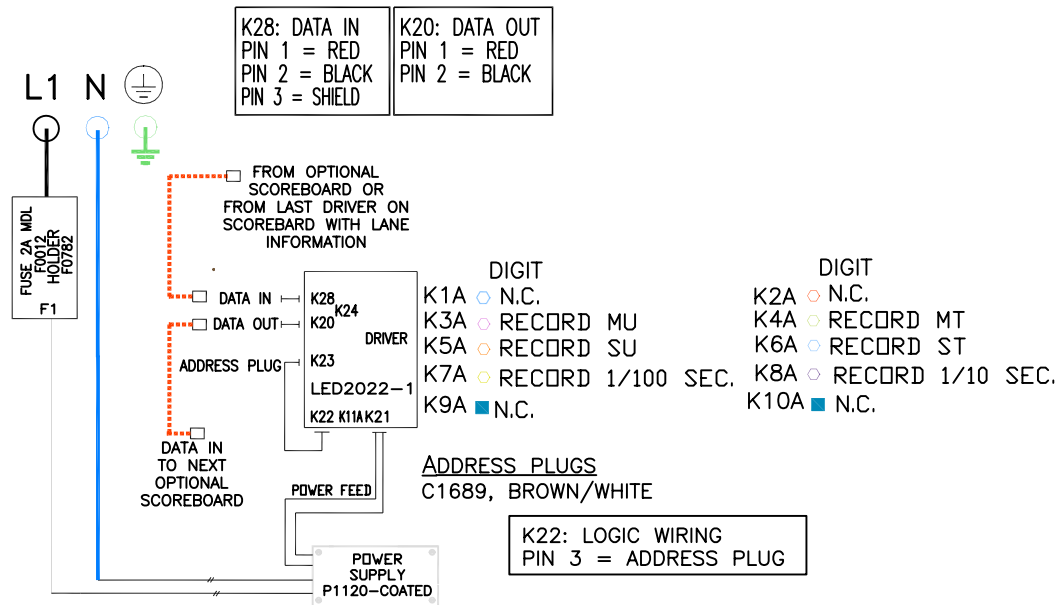 K28: DATA IN
PIN 1 = RED
PIN 2 = BLACK
PIN 3 = SHIELD
K20: DATA OUT
PIN 1 = RED
PIN 2 = BLACK
L1 N
FUSE 2A MDL
F0012
HOLDER
F0782
F1
FROM OPTIONAL
SCOREBOARD OR
FROM LAST DRIVER ON
SCOREBARD WITH LANE
INFORMATION
DATA IN
DATA OUT
ADDRESS PLUG
K28
K24
K20
DRIVER
K23
LED2022-1
K22 K11A K21
DIGIT
K1A N.C.
K3A RECORD MU
K5A RECORD SU
K7A RECORD 1/100 SEC.
K9A N.C.
DIGIT
K2A N.C.
K4A RECORD MT
K6A RECORD ST
K8A RECORD 1/10 SEC.
K10A N.C.
DATA IN
TO NEXT
OPTIONAL
SCOREBOARD
POWER FEED
ADDRESS PLUGS
C1689, BROWN/WHITE
K22: LOGIC WIRING
PIN 3 = ADDRESS PLUG
POWER
SUPPLY
P1120-COATED